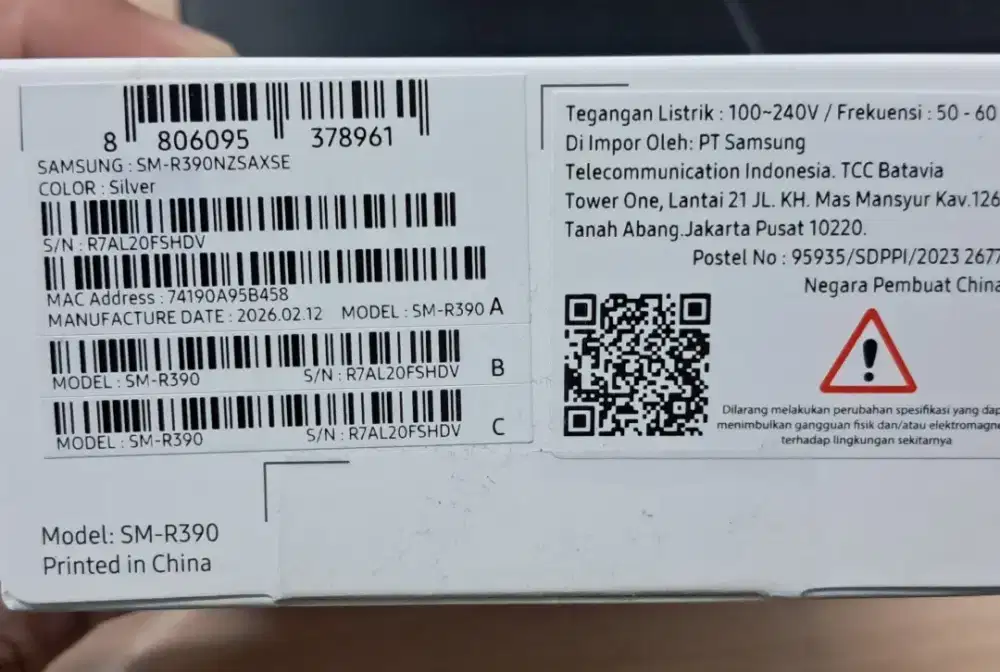 8 806095 378961
SAMSUNG : SM-R390NZSAXSE
COLOR : Silver
S/N : R7AL20FSHDV
MAC Address : 74190A95B458
MANUFACTURE DATE : 2026.02.12 MODEL : SM-R390 A
MODEL : SM-R390 S/N : R7AL20FSHDV B
MODEL : SM-R390 S/N : R7AL20FSHDV C
Model: SM-R390
Printed in China
Tegangan Listrik : 100~240V / Frekuensi : 50 - 60
Di Impor Oleh: PT Samsung
Telecommunication Indonesia. TCC Batavia
Tower One, Lantai 21 JL. KH. Mas Mansyur Kav.126
Tanah Abang.Jakarta Pusat 10220.
Postel No : 95935/SDPPI/2023 2677
Negara Pembuat China
Dilarang melakukan perubahan spesifikasi yang dap
menimbulkan gangguan fisik dan/atau elektromagne
terhadap lingkungan sekitarnya